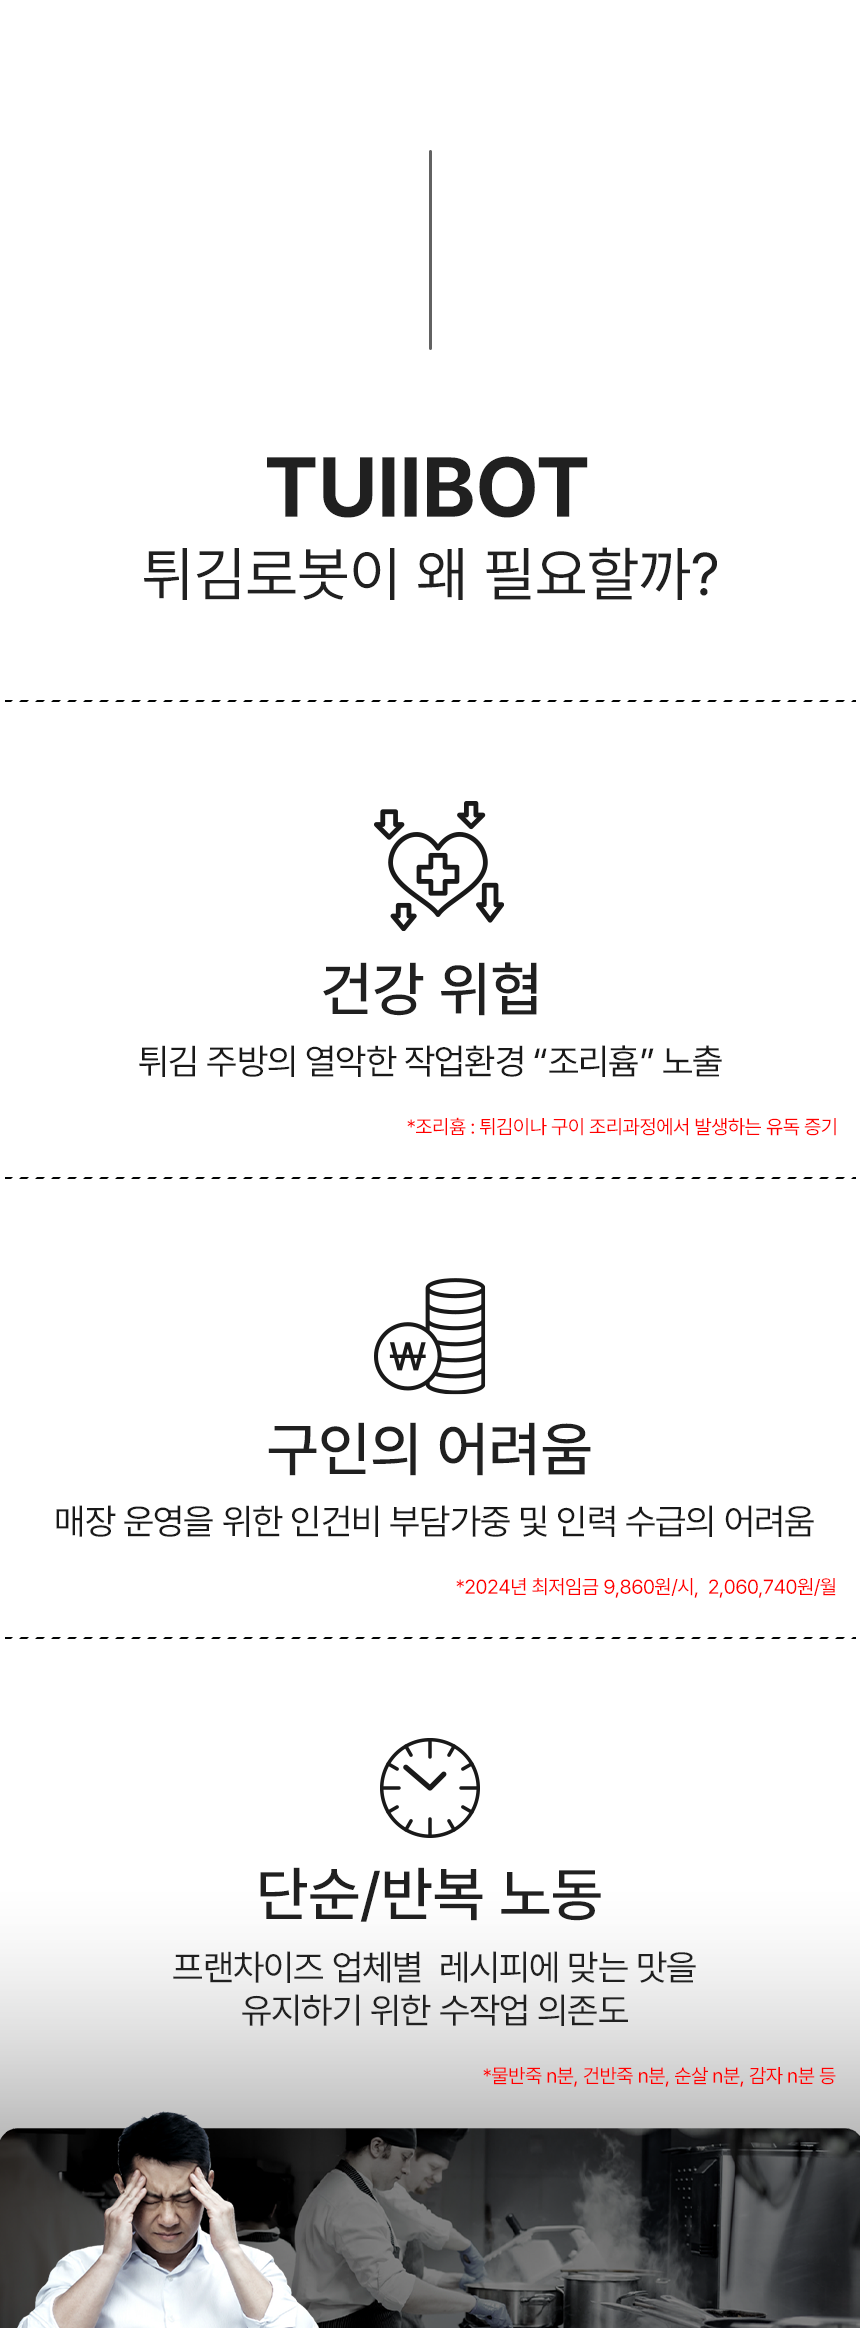 TUIIBOT
튀김로봇이 왜 필요할까?
건강 위협
튀김 주방의 열악한 작업환경 “조리흄” 노출
*조리흄 : 튀김이나 구이 조리과정에서 발생하는 유독 증기
₩
구인의 어려움
매장 운영을 위한 인건비 부담가중 및 인력 수급의 어려움
*2024년 최저임금 9,860원/시,  2,060,740원/월
단순/반복 노동
프랜차이즈 업체별  레시피에 맞는 맛을
유지하기 위한 수작업 의존도
*물반죽 n분, 건반죽 n분, 순살 n분, 감자 n분 등